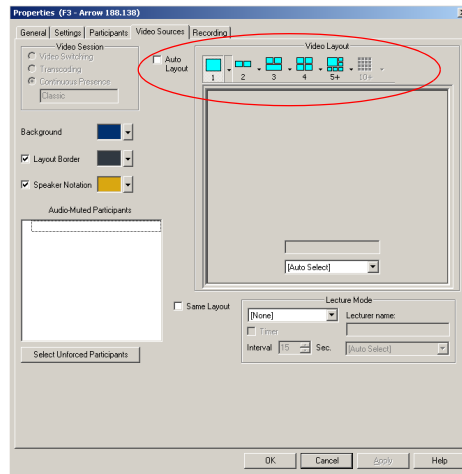 Properties (F3 - Arrow 188.138)
General Settings Participants Video Sources Recording
Video Session
Video Switching
Transcoding
Continuous Presence
Classic
Auto Layout
Video Layout
1 2 3 4 5+ 10+
Background
Layout Border
Speaker Notation
Audio-Muted Participants
[Auto Select]
Same Layout
Lecture Mode
[None]
Lecturer name:
Timer
Interval 15 Sec.
[Auto Select]
Select Unforced Participants
OK Cancel Apply Help